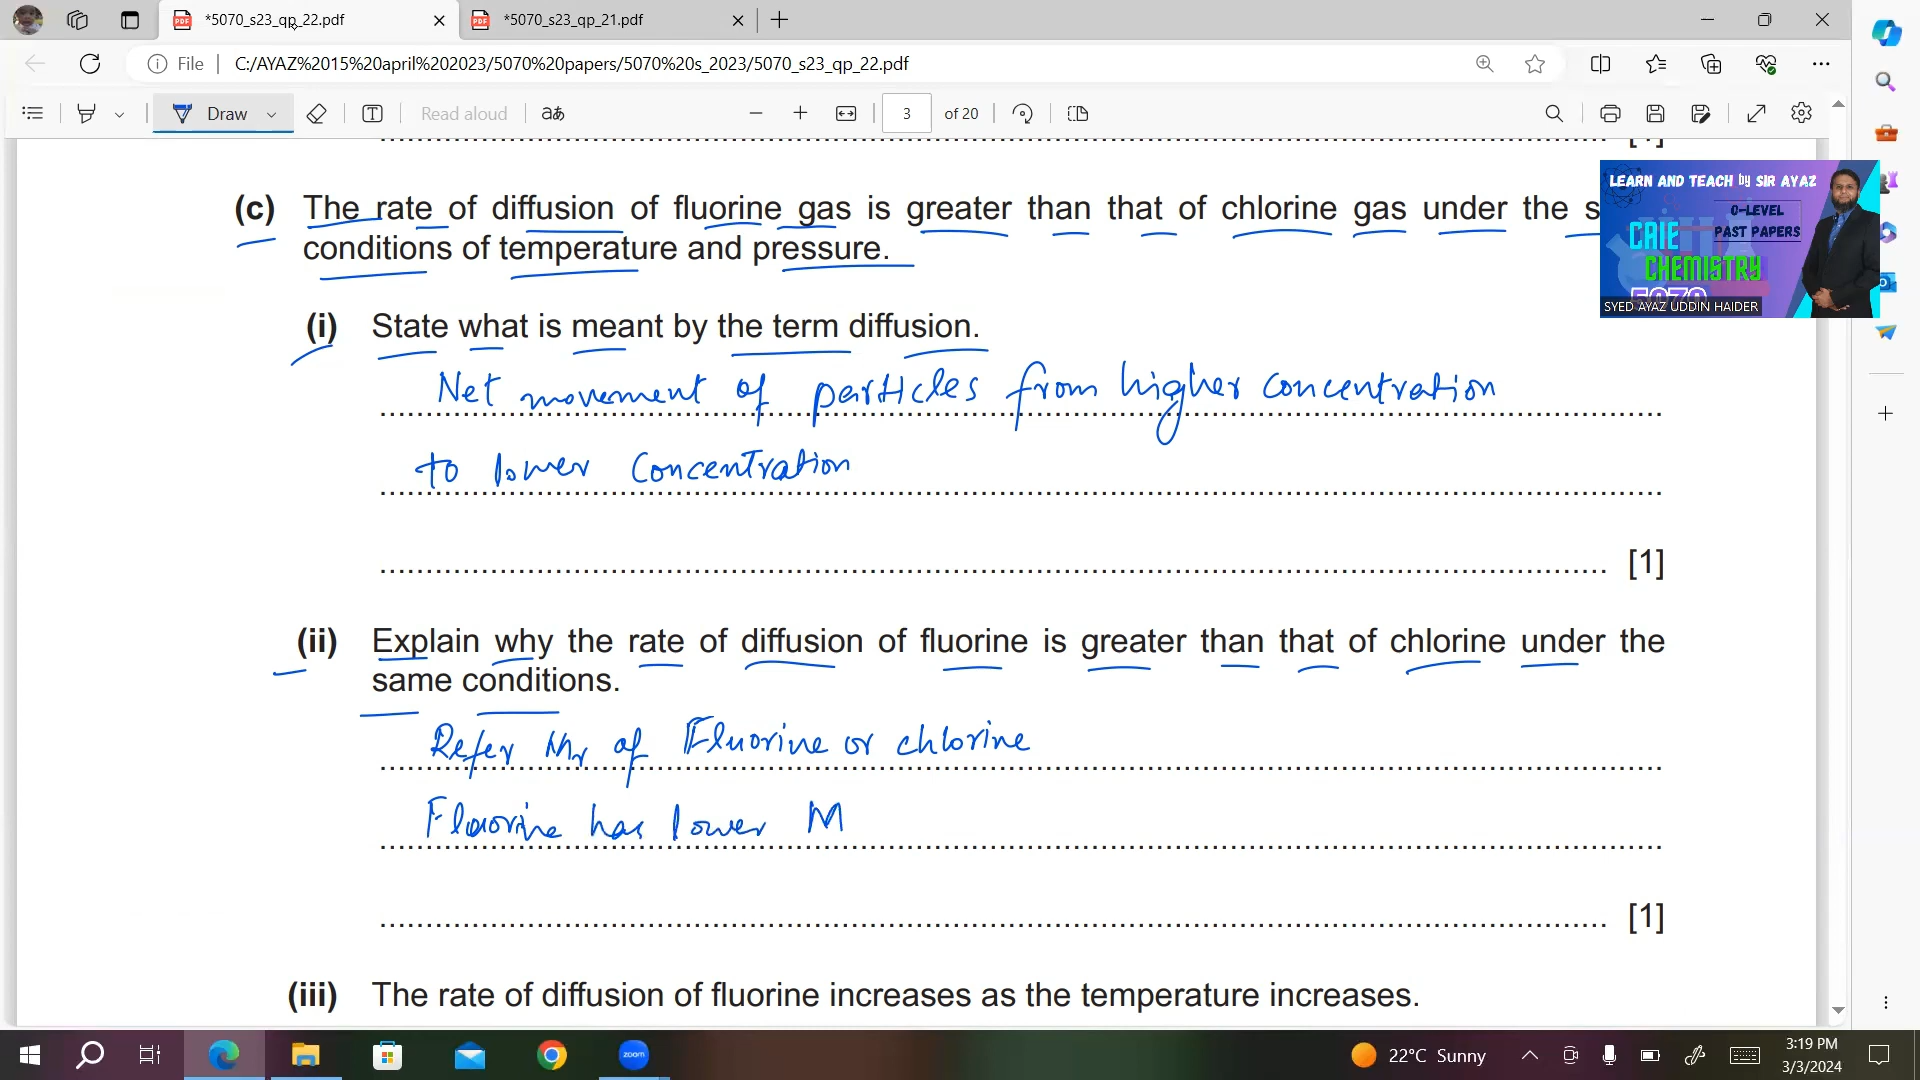 *5070_s23_qp_22.pdf
*5070_s23_qp_21.pdf
File
C:/AYAZ%2015%20april%202023/5070%20papers/5070%20s_2023/5070_s23_qp_22.pdf
Draw
Read aloud
3
of 20
(c) The rate of diffusion of fluorine gas is greater than that of chlorine gas under the s
conditions of temperature and pressure.
LEARN AND TEACH by SIR AYAZ
O-LEVEL
PAST PAPERS
CAIE
CHEMISTRY
5070
SYED AYAZ UDDIN HAIDER
(i) State what is meant by the term diffusion.
Net movement of particles from higher concentration
to lower concentration
[1]
(ii) Explain why the rate of diffusion of fluorine is greater than that of chlorine under the
same conditions.
Refer Mr of Fluorine or chlorine
Fluorine has lower M
[1]
(iii) The rate of diffusion of fluorine increases as the temperature increases.
zoom
22°C Sunny
3:19 PM
3/3/2024